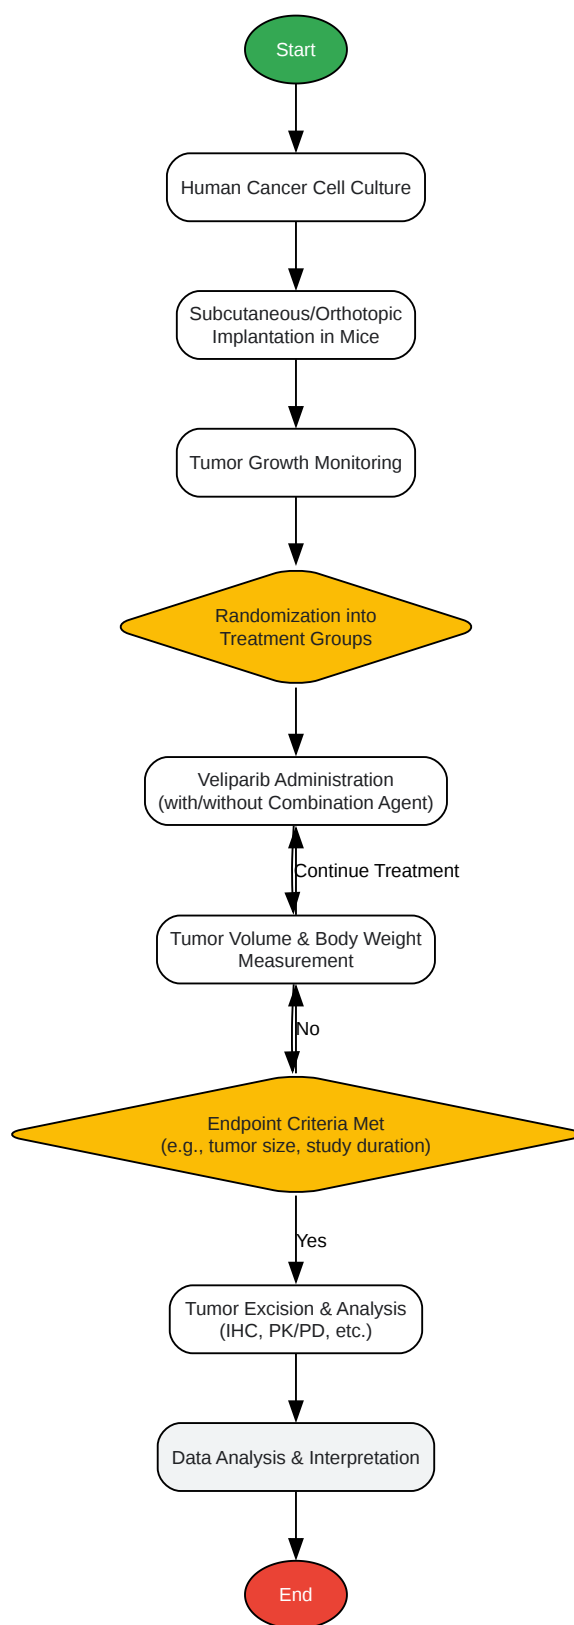 Start
Human Cancer Cell Culture
Subcutaneous/Orthotopic
Implantation in Mice
Tumor Growth Monitoring
Randomization into
Treatment Groups
Veliparib Administration
(with/without Combination Agent)
Continue Treatment
Tumor Volume & Body Weight
Measurement
No
Endpoint Criteria Met
(e.g., tumor size, study duration)
Yes
Tumor Excision & Analysis
(IHC, PK/PD, etc.)
Data Analysis & Interpretation
End